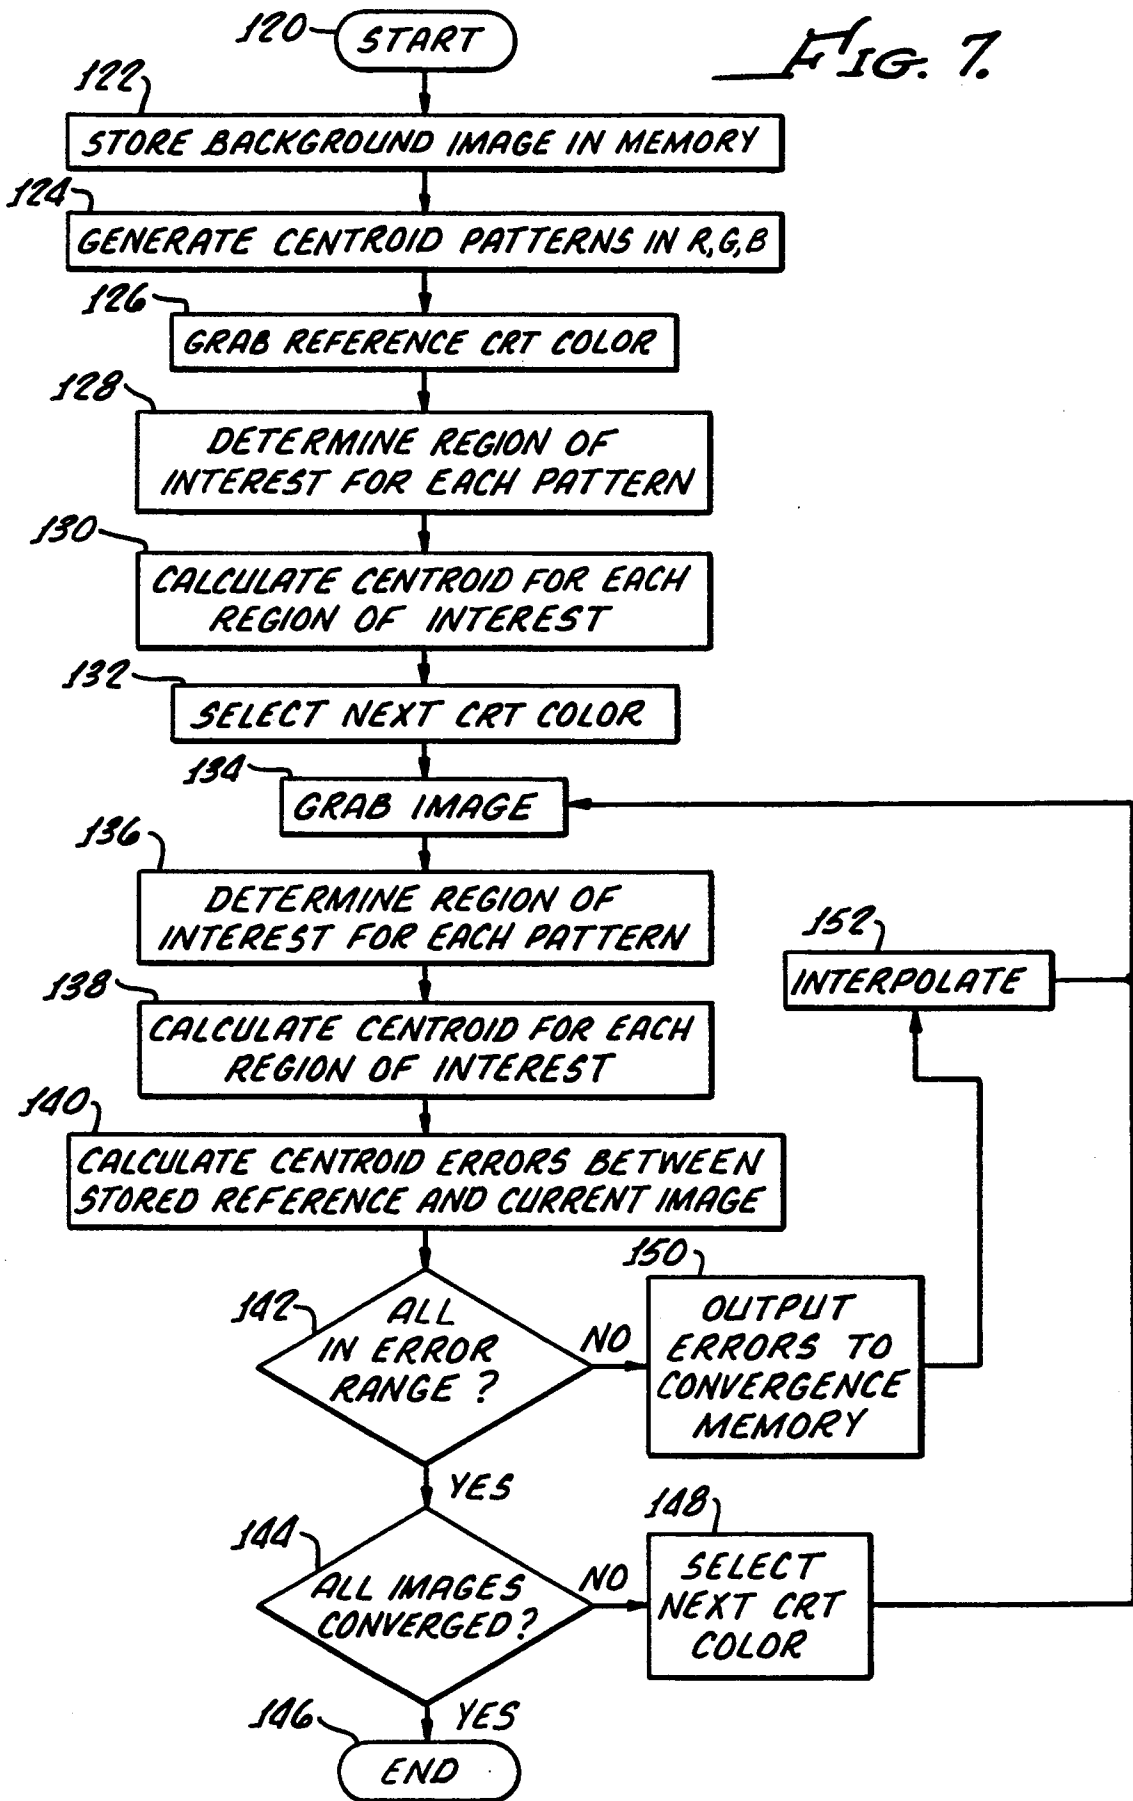 FIG. 7.
120
START
122
STORE BACKGROUND IMAGE IN MEMORY
124
GENERATE CENTROID PATTERNS IN R,G,B
126
GRAB REFERENCE CRT COLOR
128
DETERMINE REGION OF
INTEREST FOR EACH PATTERN
130
CALCULATE CENTROID FOR EACH
REGION OF INTEREST
132
SELECT NEXT CRT COLOR
134
GRAB IMAGE
136
DETERMINE REGION OF
INTEREST FOR EACH PATTERN
152
INTERPOLATE
138
CALCULATE CENTROID FOR EACH
REGION OF INTEREST
140
CALCULATE CENTROID ERRORS BETWEEN
STORED REFERENCE AND CURRENT IMAGE
142
ALL
IN ERROR
RANGE ?
NO
150
OUTPUT
ERRORS TO
CONVERGENCE
MEMORY
YES
144
ALL IMAGES
CONVERGED?
NO
148
SELECT
NEXT CRT
COLOR
YES
146
END